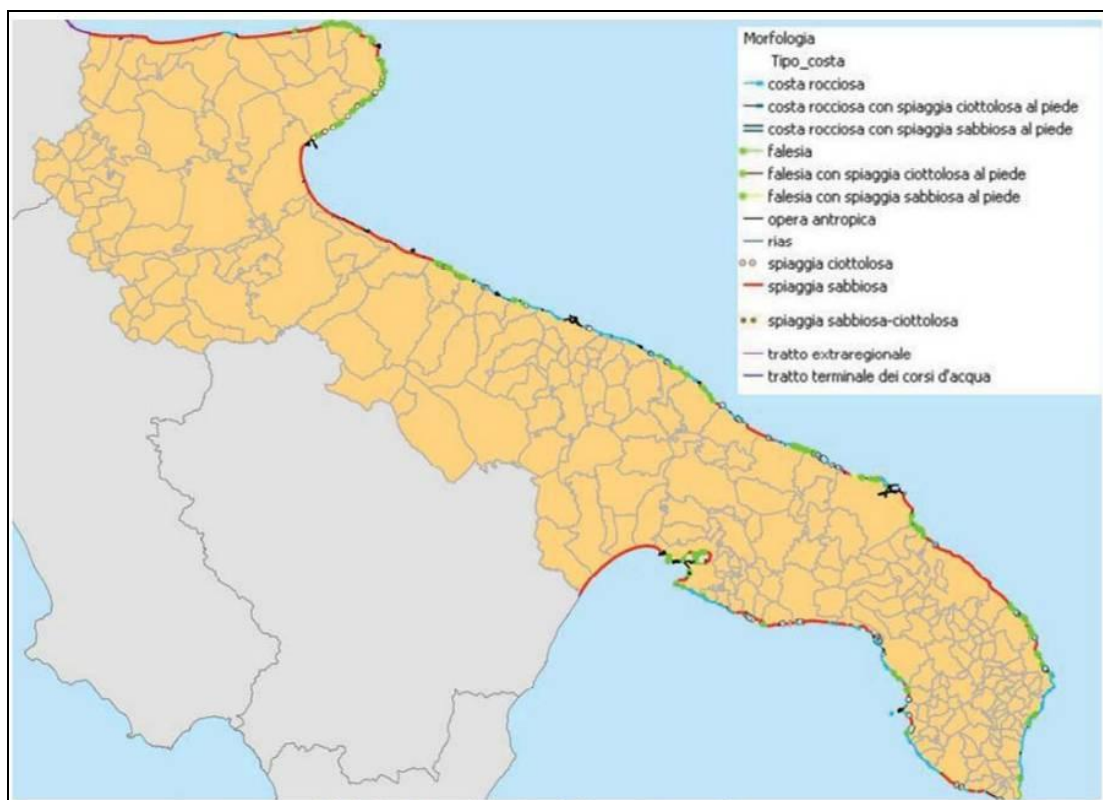 Morfologia
Tipo_costa
costa rocciosa
costa rocciosa con spiaggia ciottolosa al piede
costa rocciosa con spiaggia sabbiosa al piede
falesia
falesia con spiaggia ciottolosa al piede
falesia con spiaggia sabbiosa al piede
opera antropica
rias
spiaggia ciottolosa
spiaggia sabbiosa
spiaggia sabbiosa-ciottolosa
tratto extraregionale
tratto terminale dei corsi d'acqua